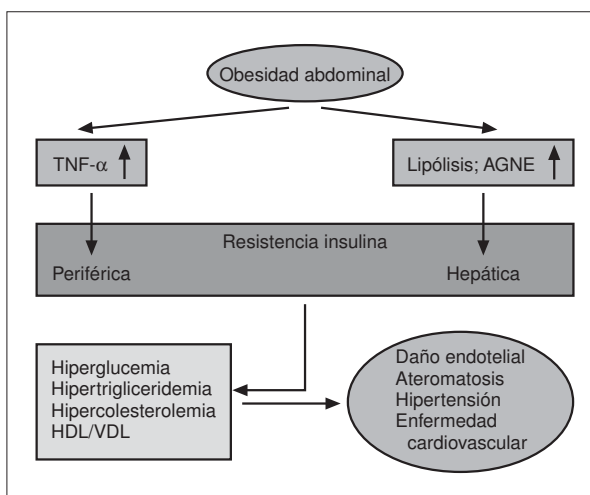 Obesidad abdominal
TNF-α
Lipólisis; AGNE
Resistencia insulina
Periférica
Hepática
Hiperglucemia
Hipertrigliceridemia
Hipercolesterolemia
HDL/VDL
Daño endotelial
Ateromatosis
Hipertensión
Enfermedad
cardiovascular